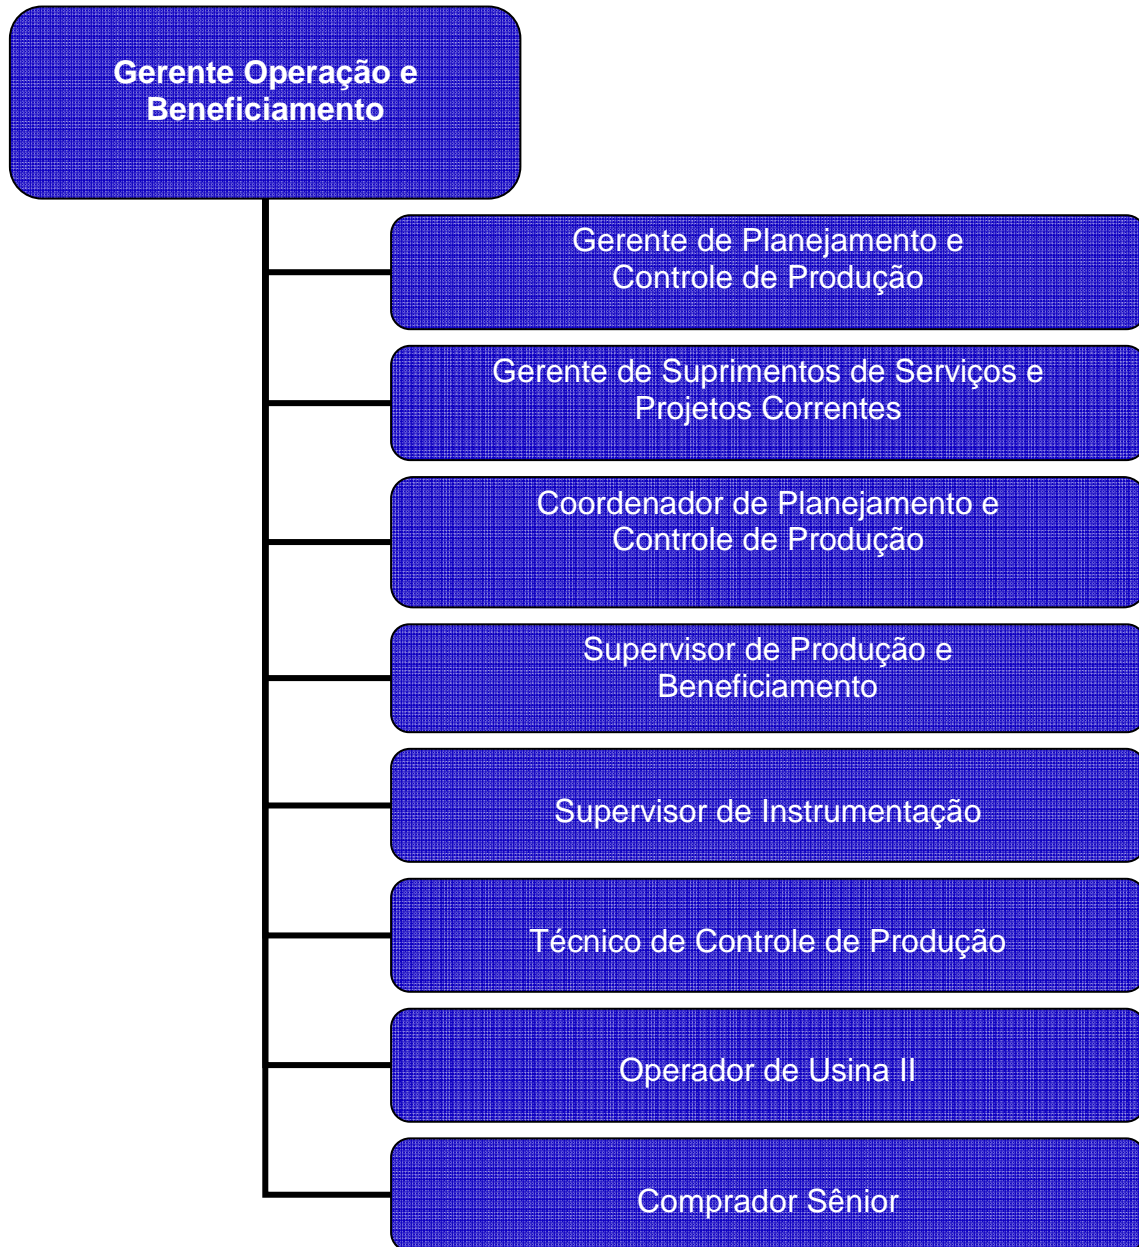 Gerente Operação e
Beneficiamento
Gerente de Planejamento e
Controle de Produção
Gerente de Suprimentos de Serviços e
Projetos Correntes
Coordenador de Planejamento e
Controle de Produção
Supervisor de Produção e
Beneficiamento
Supervisor de Instrumentação
Técnico de Controle de Produção
Operador de Usina II
Comprador Sênior